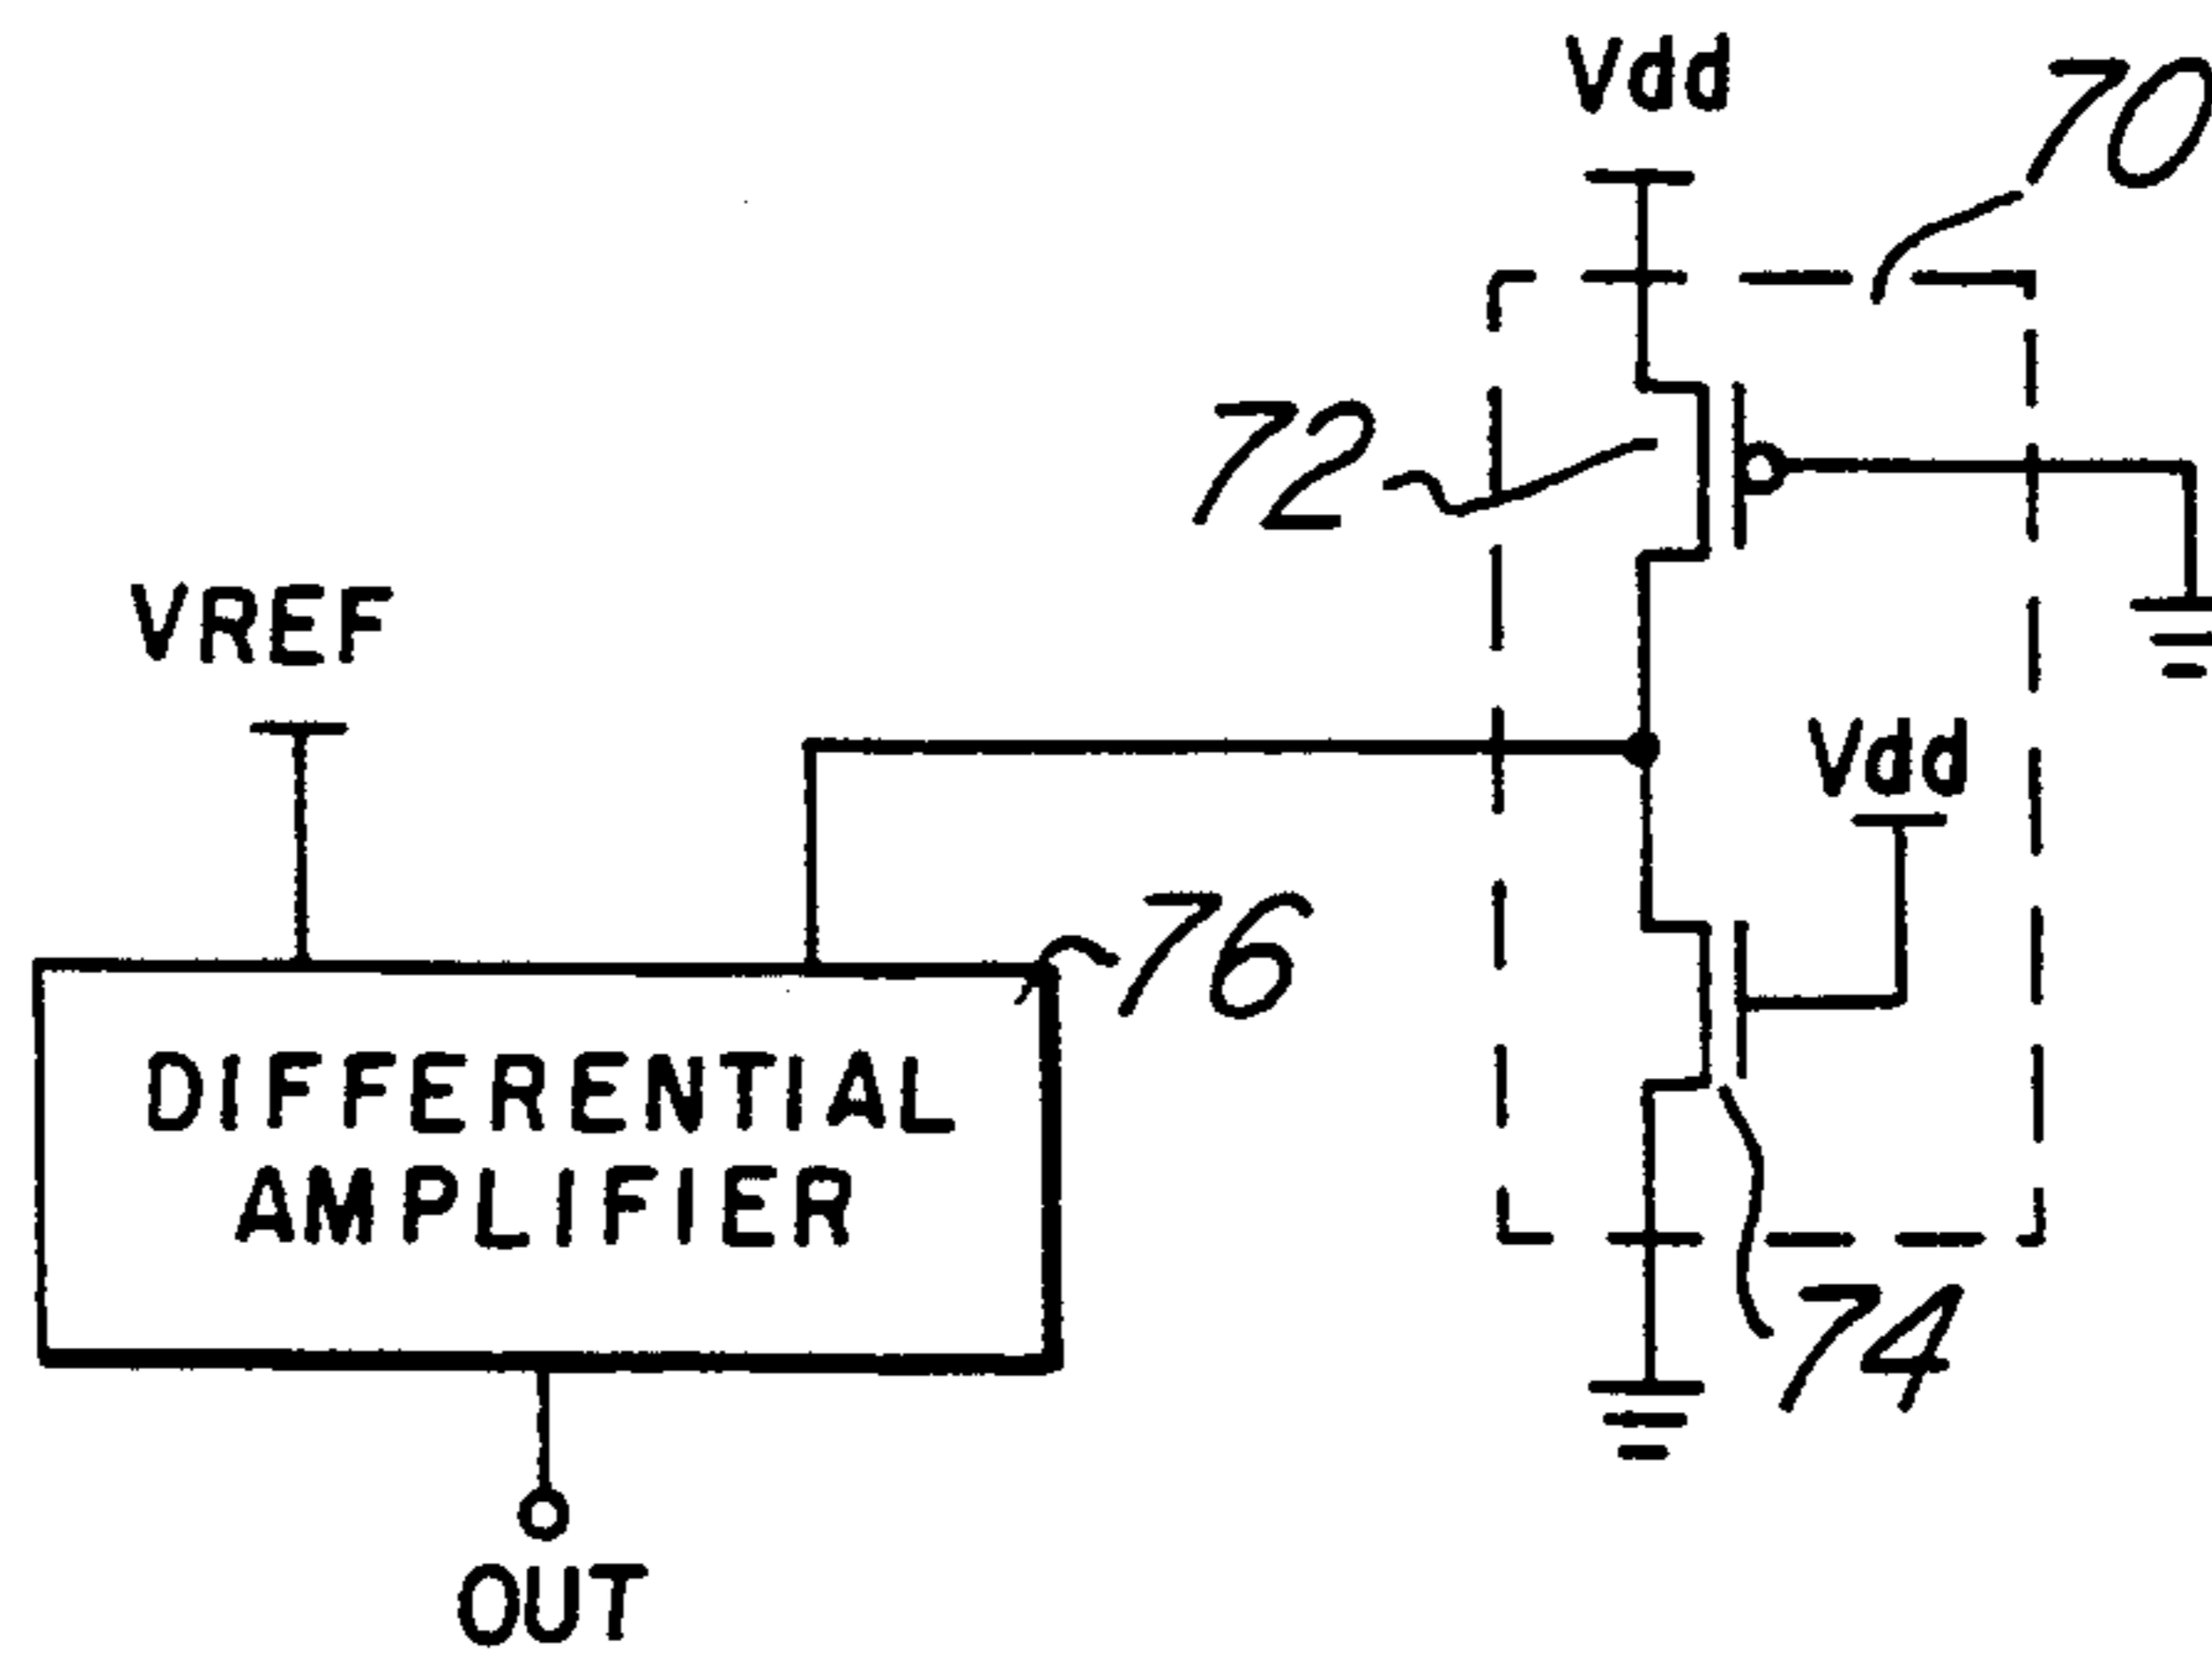 Vdd
70
72
VREF
Vdd
76
DIFFERENTIAL
AMPLIFIER
74
OUT